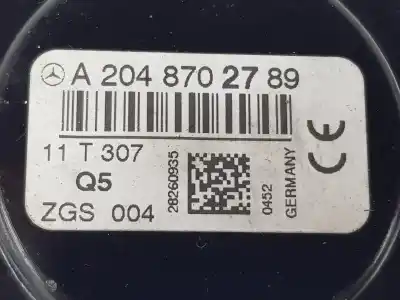 A 204 870 27 89
11 T 307
Q5
ZGS 004
28260935
0452
GERMANY
CE